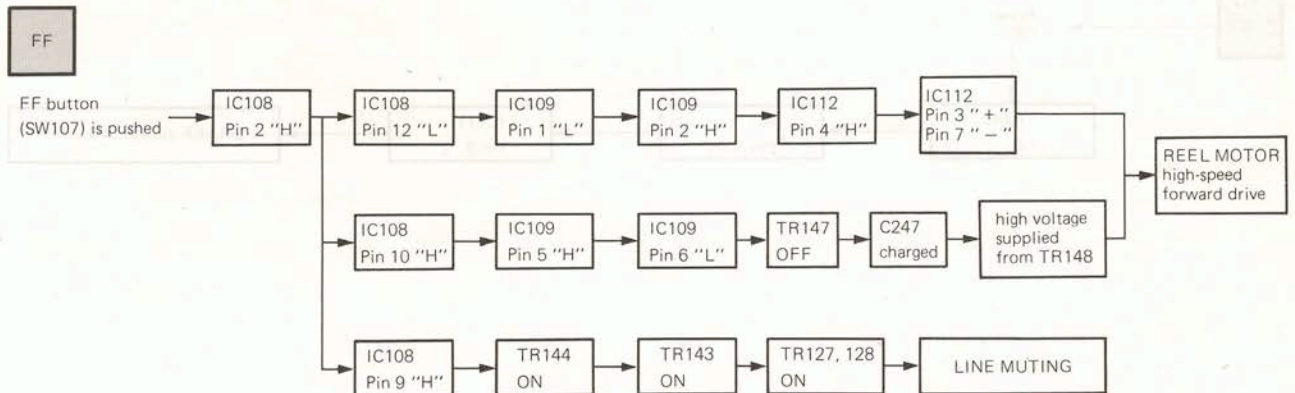 FF
FF button
(SW107) is pushed
IC108
Pin 2 "H"
IC108
Pin 12 "L"
IC109
Pin 1 "L"
IC109
Pin 2 "H"
IC112
Pin 4 "H"
IC112
Pin 3 " + "
Pin 7 " − "
REEL MOTOR
high-speed
forward drive
IC108
Pin 10 "H"
IC109
Pin 5 "H"
IC109
Pin 6 "L"
TR147
OFF
C247
charged
high voltage
supplied
from TR148
IC108
Pin 9 "H"
TR144
ON
TR143
ON
TR127, 128
ON
LINE MUTING